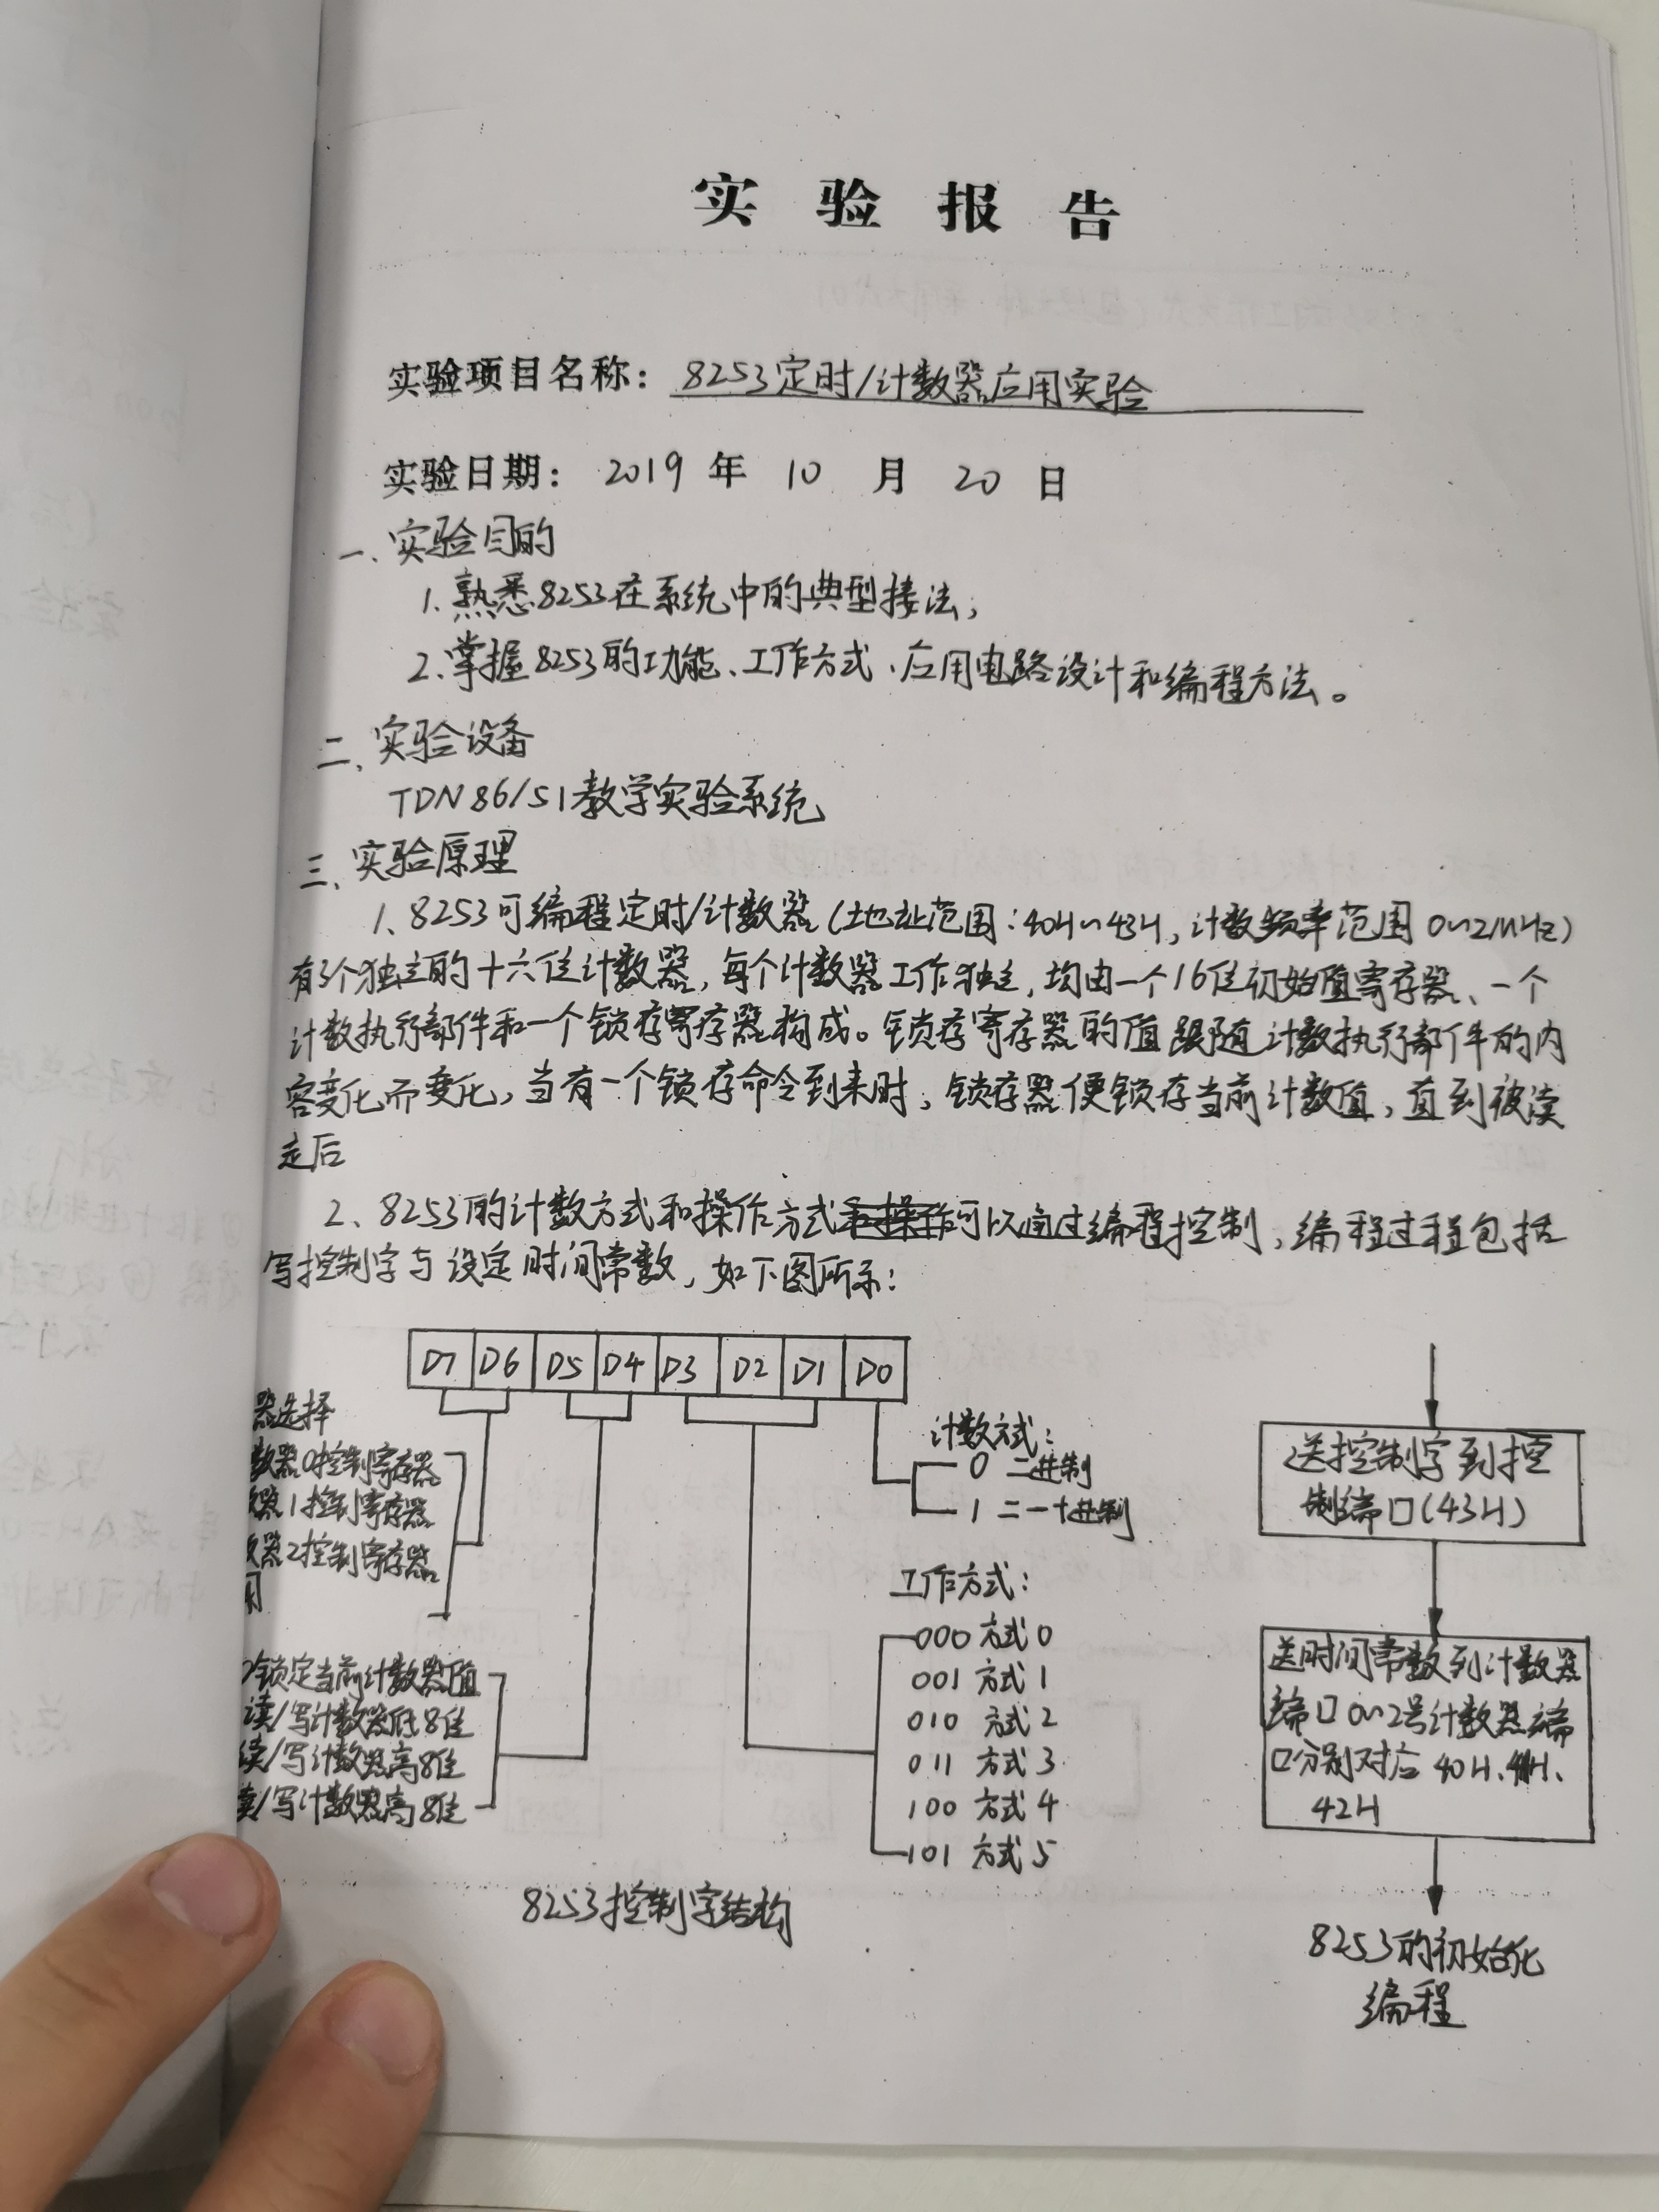 实验报告
实验项目名称：8253定时/计数器应用实验
实验日期：2019年10月20日
一、实验目的
1.熟悉8253在系统中的典型接法；
2.掌握8253的功能、工作方式、应用电路设计和编程方法。
二、实验设备
TDN86/51教学实验系统
三、实验原理
1、8253可编程定时/计数器（地址范围：40H~43H，计数频率范围0~2MHz）
有3个独立的十六位计数器，每个计数器工作独立，均由一个16位初始值寄存器、一个
计数执行部件和一个锁存寄存器构成。锁存寄存器的值跟随计数执行部件的内
容变化而变化，当有一个锁存命令到来时，锁存器便锁存当前计数值，直到被读
走后
2、8253的计数方式和操作方式可以通过编程控制，编程过程包括
写控制字与设定时间常数，如下图所示：
D7 D6 D5 D4 D3 D2 D1 D0
器选择
数器0控制寄存器
数器1控制寄存器
数器2控制寄存器
用
锁定当前计数器值
读/写计数器低8位
读/写计数器高8位
读/写计数器高8位
计数方式：
0 二进制
1 二—十进制
工作方式：
000 方式0
001 方式1
010 方式2
011 方式3
100 方式4
101 方式5
8253控制字结构
送控制字到控
制端口（43H）
送时间常数到计数器
端口0~2号计数器端
口分别对应40H、41H、
42H
8253的初始化
编程